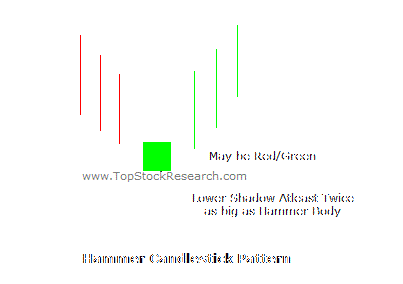 May be Red/Green
www.TopStockResearch.com
Lower Shadow Atleast Twice
as big as Hammer Body
Hammer Candlestick Pattern